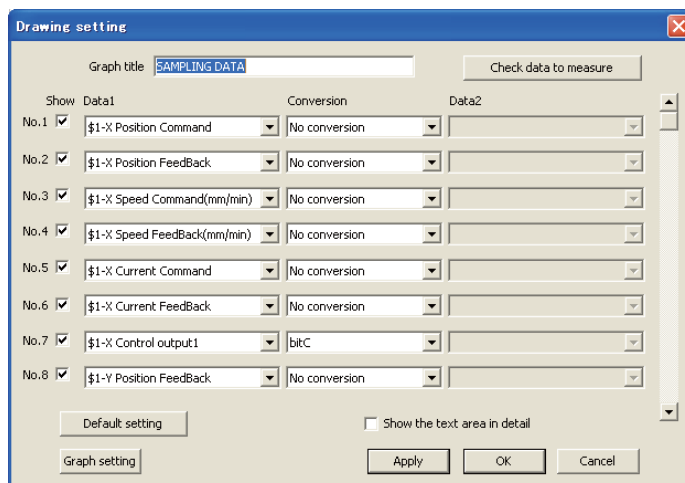 Drawing setting
Graph title SAMPLING DATA Check data to measure
Show Data1 Conversion Data2
No.1 $1-X Position Command No conversion
No.2 $1-X Position FeedBack No conversion
No.3 $1-X Speed Command(mm/min) No conversion
No.4 $1-X Speed FeedBack(mm/min) No conversion
No.5 $1-X Current Command No conversion
No.6 $1-X Current FeedBack No conversion
No.7 $1-X Control output1 bitC
No.8 $1-Y Position FeedBack No conversion
Default setting Show the text area in detail
Graph setting Apply OK Cancel